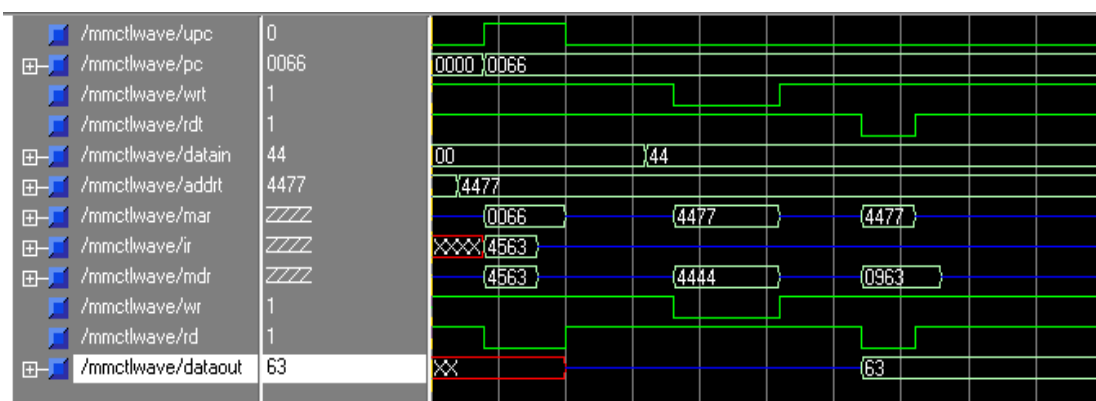 /mmctlwave/upc 0
/mmctlwave/pc 0066 0000 0066
/mmctlwave/wrt 1
/mmctlwave/rdt 1
/mmctlwave/datain 44 00 44
/mmctlwave/addrt 4477 4477
/mmctlwave/mar ZZZZ 0066 4477 4477
/mmctlwave/ir ZZZZ XXXX 4563
/mmctlwave/mdr ZZZZ 4563 4444 0963
/mmctlwave/wr 1
/mmctlwave/rd 1
/mmctlwave/dataout 63 XX 63